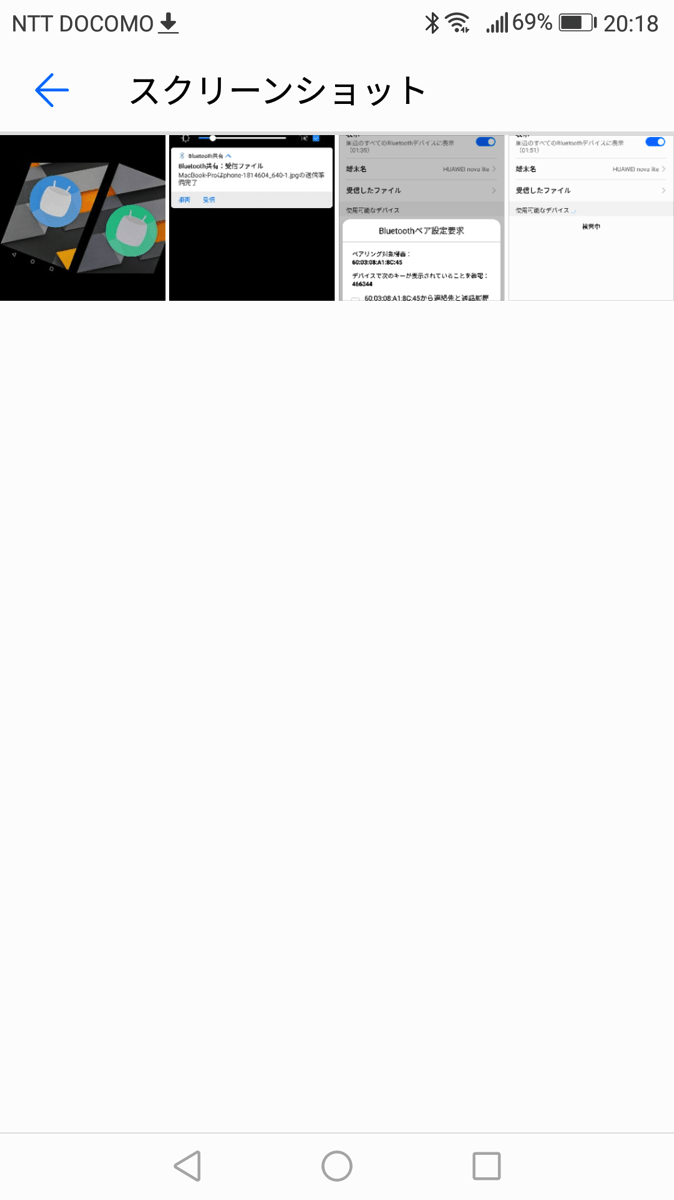 NTT DOCOMO 69% 20:18
スクリーンショット
Bluetooth共有
Bluetooth共有：受付ファイル
MacBook-Proはphone-1814604_640-1.jpgの送信準
備完了
拒否 受信
周辺のすべてのBluetoothデバイスに表示
(01:35)
端末名 HUAWEI nova lite
受信したファイル
使用可能なデバイス
Bluetoothペア設定要求
ペアリング対象機器：
60:03:08:A1:8C:45
デバイスで次のキーが表示されていることを確認：
466244
60:03:08:A1:8C:45から連絡先と通話履歴
周辺のすべてのBluetoothデバイスに表示
(01:51)
端末名 HUAWEI nova lite
受信したファイル
使用可能なデバイス
検索中